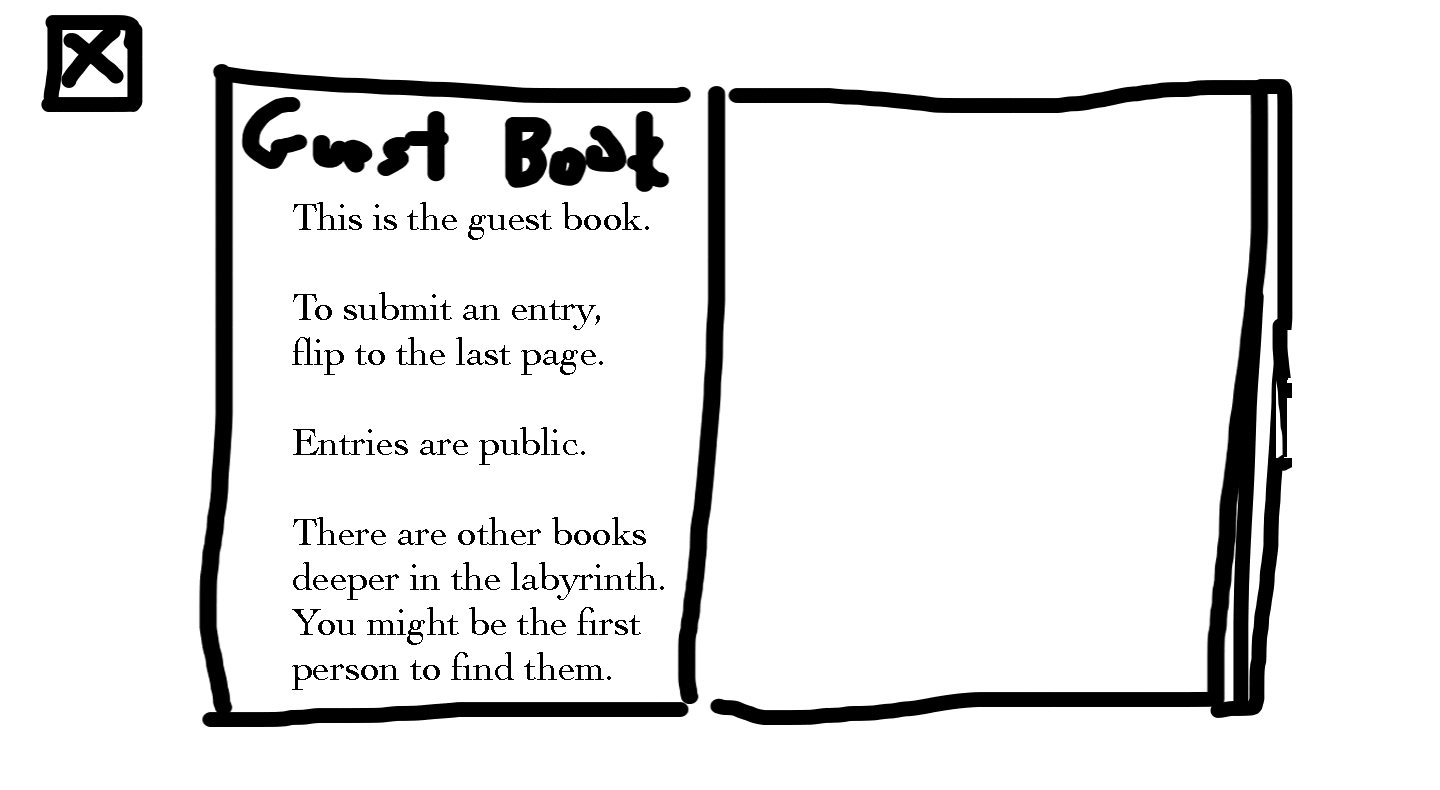 Guest Book
This is the guest book.
To submit an entry,
flip to the last page.
Entries are public.
There are other books
deeper in the labyrinth.
You might be the first
person to find them.